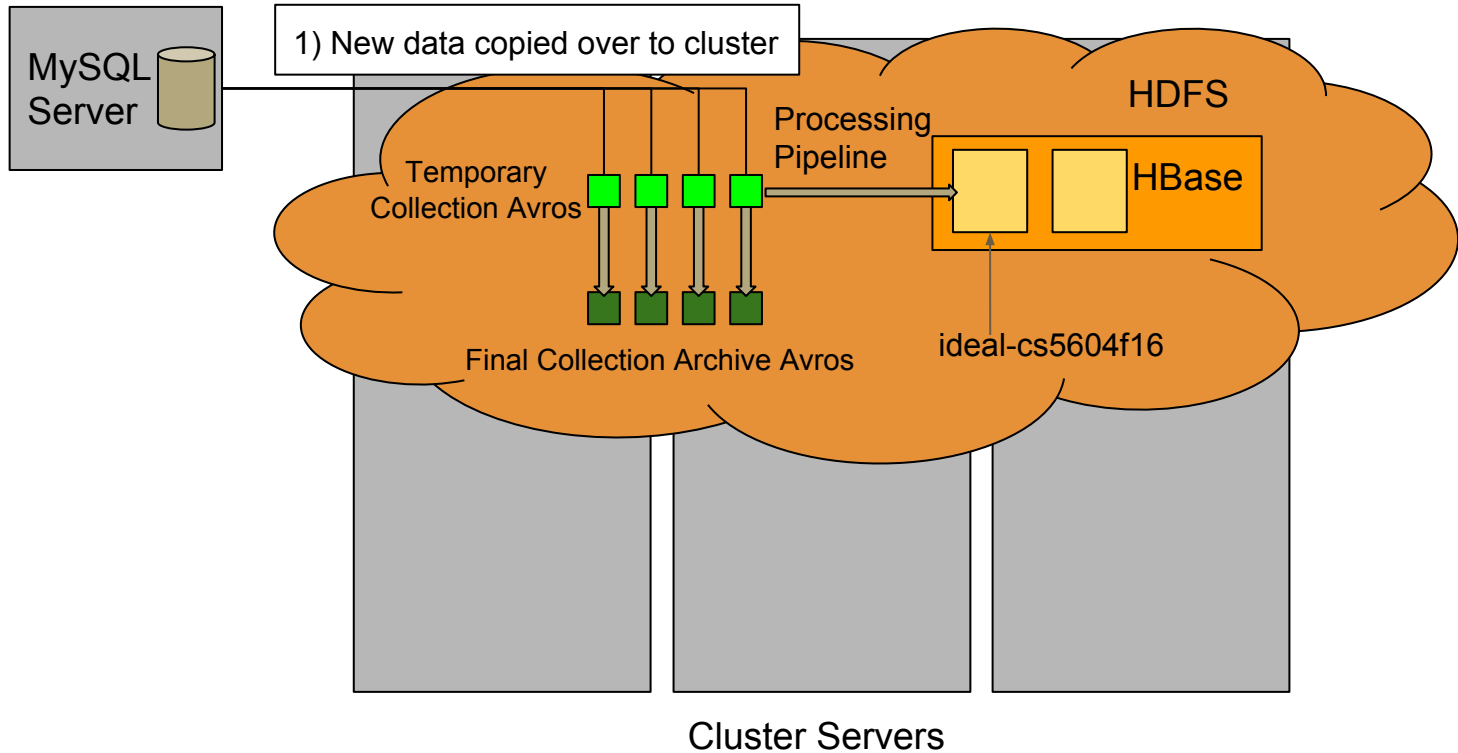 MySQL
Server
1) New data copied over to cluster
HDFS
Processing
Pipeline
HBase
Temporary
Collection Avros
ideal-cs5604f16
Final Collection Archive Avros
Cluster Servers